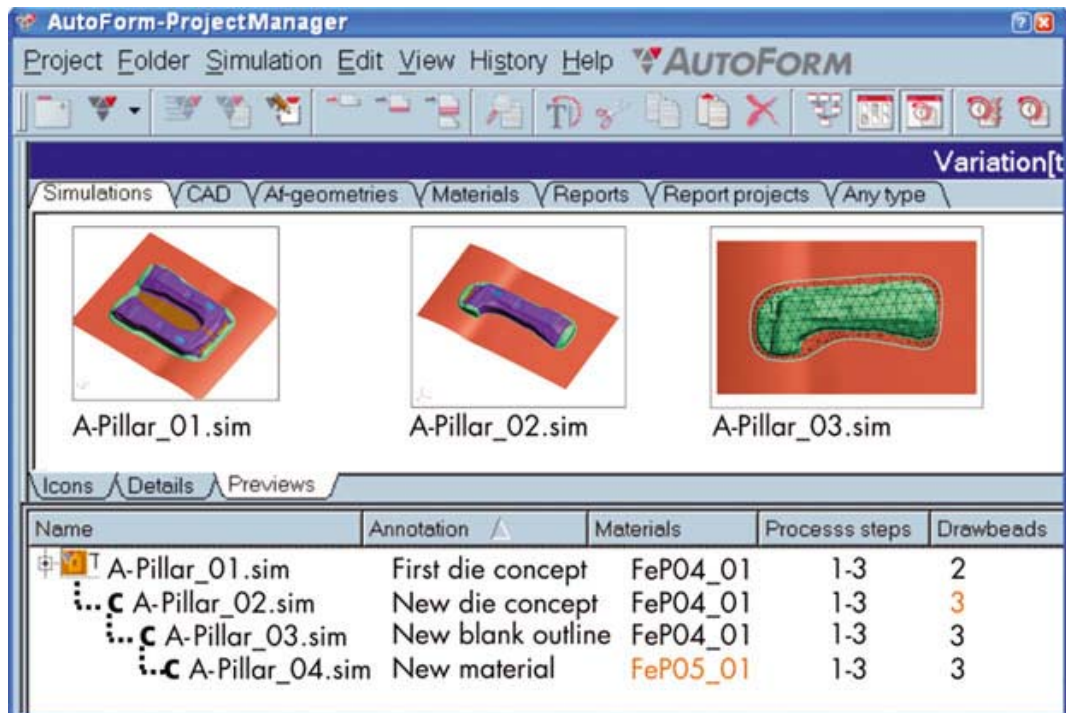 AutoForm-ProjectManager
Project Folder Simulation Edit View History Help AUTOFORM
Variation[t
Simulations CAD Af-geometries Materials Reports Report projects Any type
A-Pillar_01.sim A-Pillar_02.sim A-Pillar_03.sim
Icons Details Previews
Name Annotation Materials Processs steps Drawbeads
T A-Pillar_01.sim First die concept FeP04_01 1-3 2
C A-Pillar_02.sim New die concept FeP04_01 1-3 3
C A-Pillar_03.sim New blank outline FeP04_01 1-3 3
C A-Pillar_04.sim New material FeP05_01 1-3 3